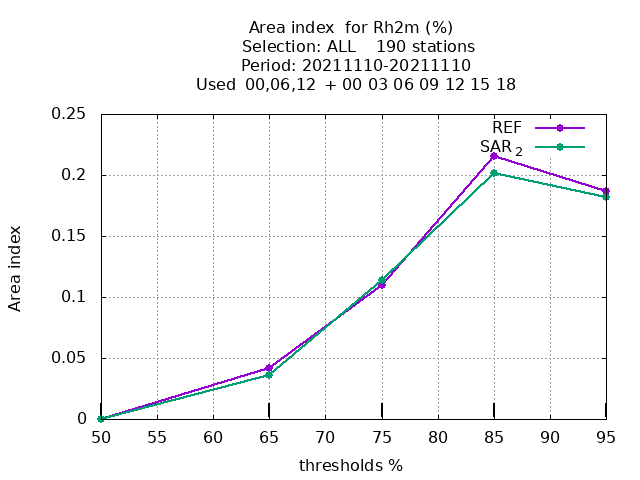 Area index  for Rh2m (%)
Selection: ALL    190 stations
Period: 20211110-20211110
Used  00,06,12  + 00 03 06 09 12 15 18
0.25
REF
SAR 2
0.2
0.15
Area index
0.1
0.05
0
50 55 60 65 70 75 80 85 90 95
thresholds %